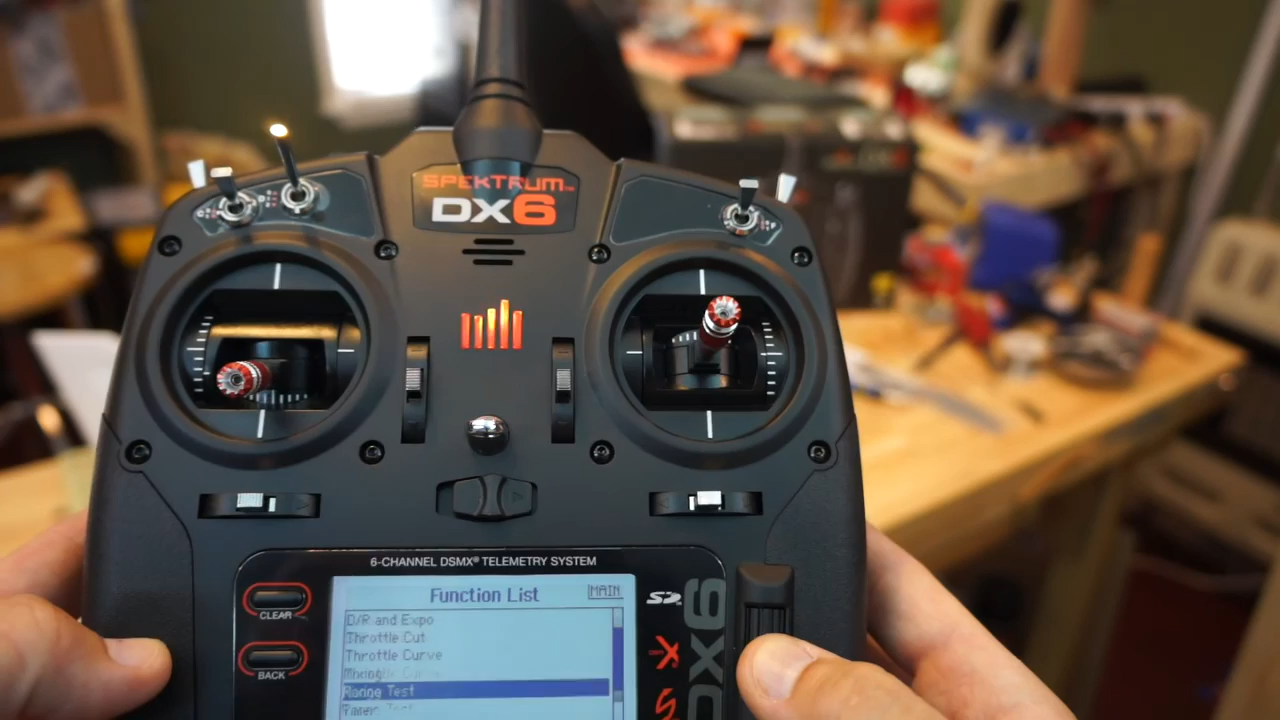 SPEKTRUM
DX6
6-CHANNEL DSMX® TELEMETRY SYSTEM
Function List
MAIN
D/R and Expo
Throttle Cut
Throttle Curve
Mixing
Test
CLEAR
BACK
SD
DX6